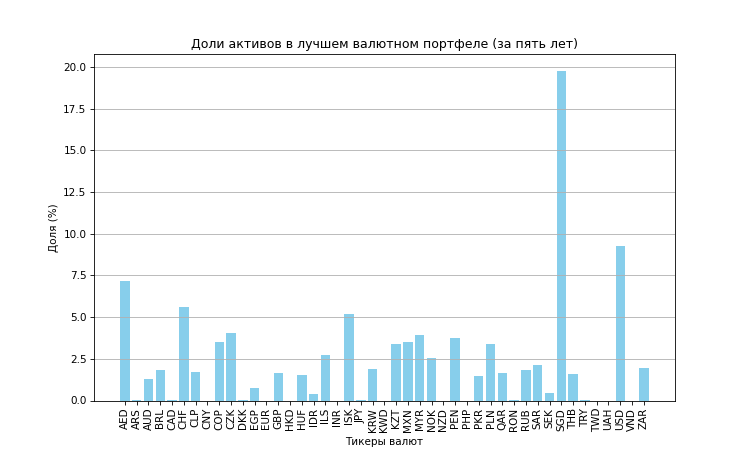 Доли активов в лучшем валютном портфеле (за пять лет)
Доля (%)
20.0
17.5
15.0
12.5
10.0
7.5
5.0
2.5
0.0
AED ARS AUD BRL CAD CHF CLP CNY COP CZK DKK EGP EUR GBP HKD HUF IDR ILS INR ISK JPY KRW KWD KZT MXN MYR NOK NZD PEN PHP PKR PLN QAR RON RUB SAR SEK SGD THB TRY TWD UAH USD VND ZAR
Тикеры валют